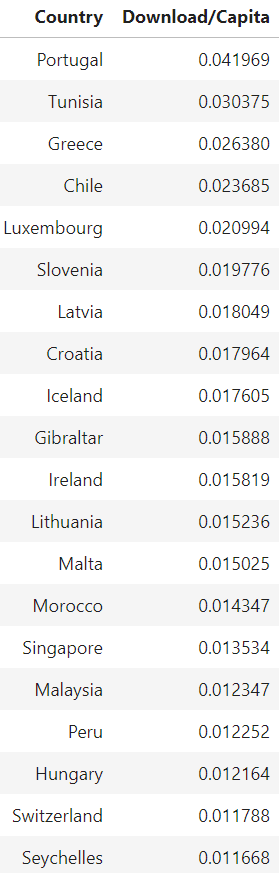 Country Download/Capita
Portugal 0.041969
Tunisia 0.030375
Greece 0.026380
Chile 0.023685
Luxembourg 0.020994
Slovenia 0.019776
Latvia 0.018049
Croatia 0.017964
Iceland 0.017605
Gibraltar 0.015888
Ireland 0.015819
Lithuania 0.015236
Malta 0.015025
Morocco 0.014347
Singapore 0.013534
Malaysia 0.012347
Peru 0.012252
Hungary 0.012164
Switzerland 0.011788
Seychelles 0.011668